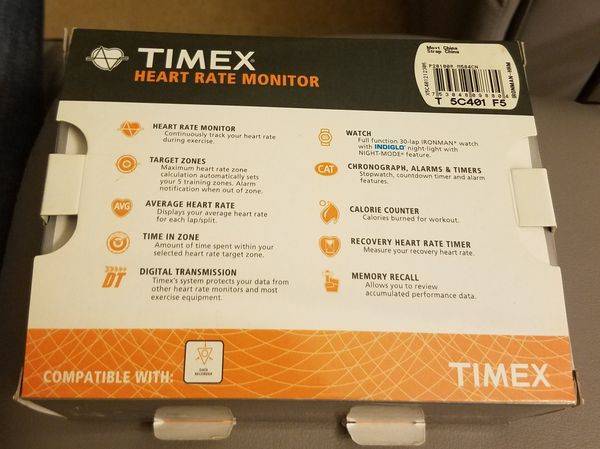 TIMEX
HEART RATE MONITOR
Mov't China
Strap China
T 5C401 F5
HEART RATE MONITOR
Continuously track your heart rate
during exercise.
TARGET ZONES
Maximum heart rate zone
calculation automatically sets
your 5 training zones. Alarm
notification when out of zone.
AVG
AVERAGE HEART RATE
Displays your average heart rate
for each lap/split.
TIME IN ZONE
Amount of time spent within your
selected heart rate target zone.
DT
DIGITAL TRANSMISSION
Timex's system protects your data from
other heart rate monitors and most
exercise equipment.
WATCH
Full function 30-lap IRONMAN® watch
with INDIGLO® night-light with
NIGHT-MODE® feature.
CAT
CHRONOGRAPH, ALARMS & TIMERS
Stopwatch, countdown timer and alarm
features.
CALORIE COUNTER
Calories burned for workout.
RECOVERY HEART RATE TIMER
Measure your recovery heart rate.
MEMORY RECALL
Allows you to review
accumulated performance data.
COMPATIBLE WITH:
DATA
RECORDER
TIMEX